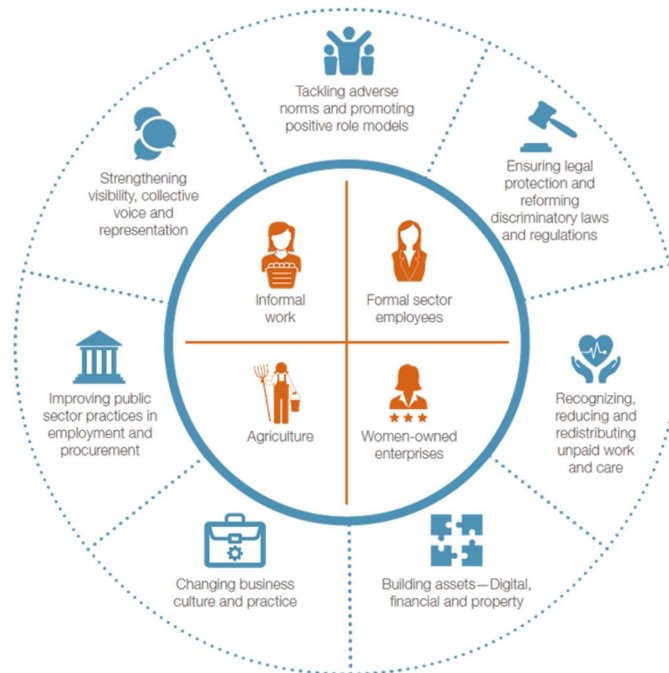 Tackling adverse
norms and promoting
positive role models
Ensuring legal
protection and
reforming
discriminatory laws
and regulations
Recognizing,
reducing and
redistributing
unpaid work
and care
Building assets—Digital,
financial and property
Changing business
culture and practice
Improving public
sector practices in
employment and
procurement
Strengthening
visibility, collective
voice and
representation
Informal
work
Formal sector
employees
Agriculture
Women-owned
enterprises